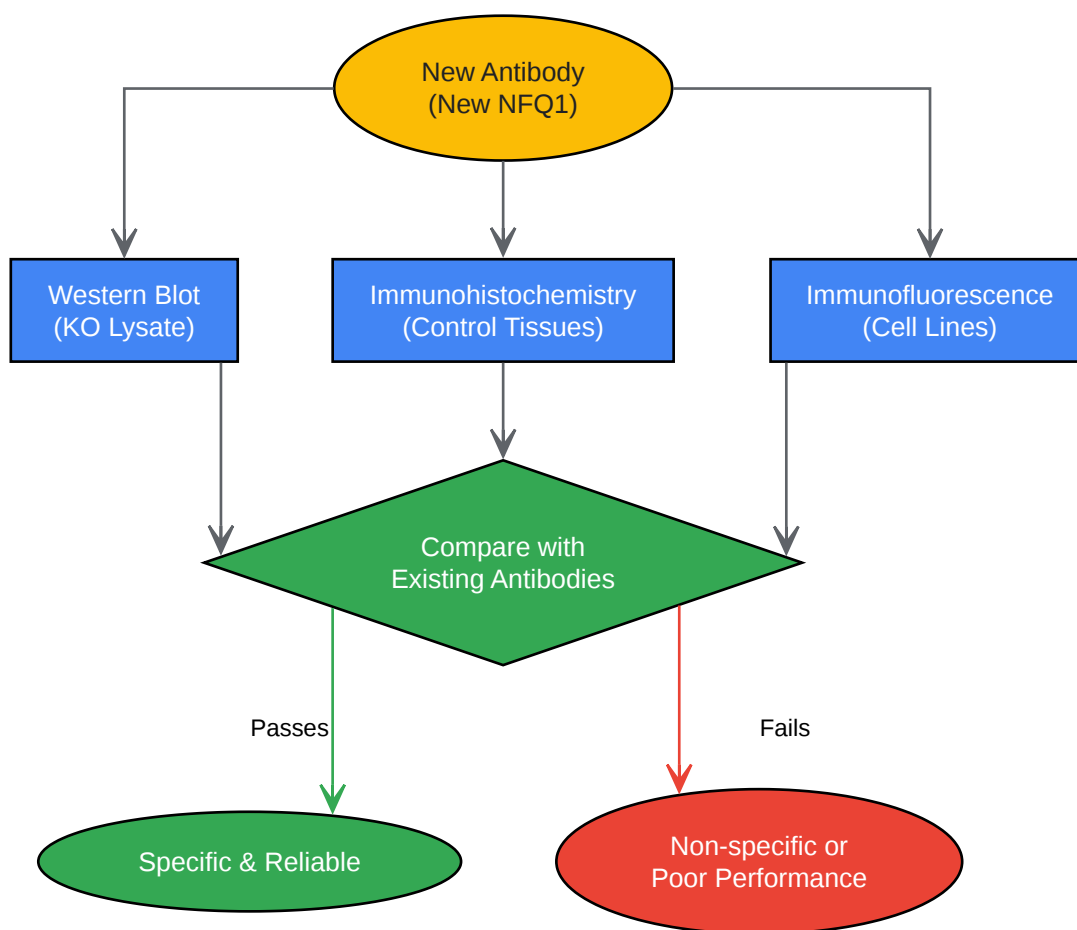 New Antibody
(New NFQ1)
Western Blot
(KO Lysate)
Immunohistochemistry
(Control Tissues)
Immunofluorescence
(Cell Lines)
Compare with
Existing Antibodies
Passes
Fails
Specific & Reliable
Non-specific or
Poor Performance